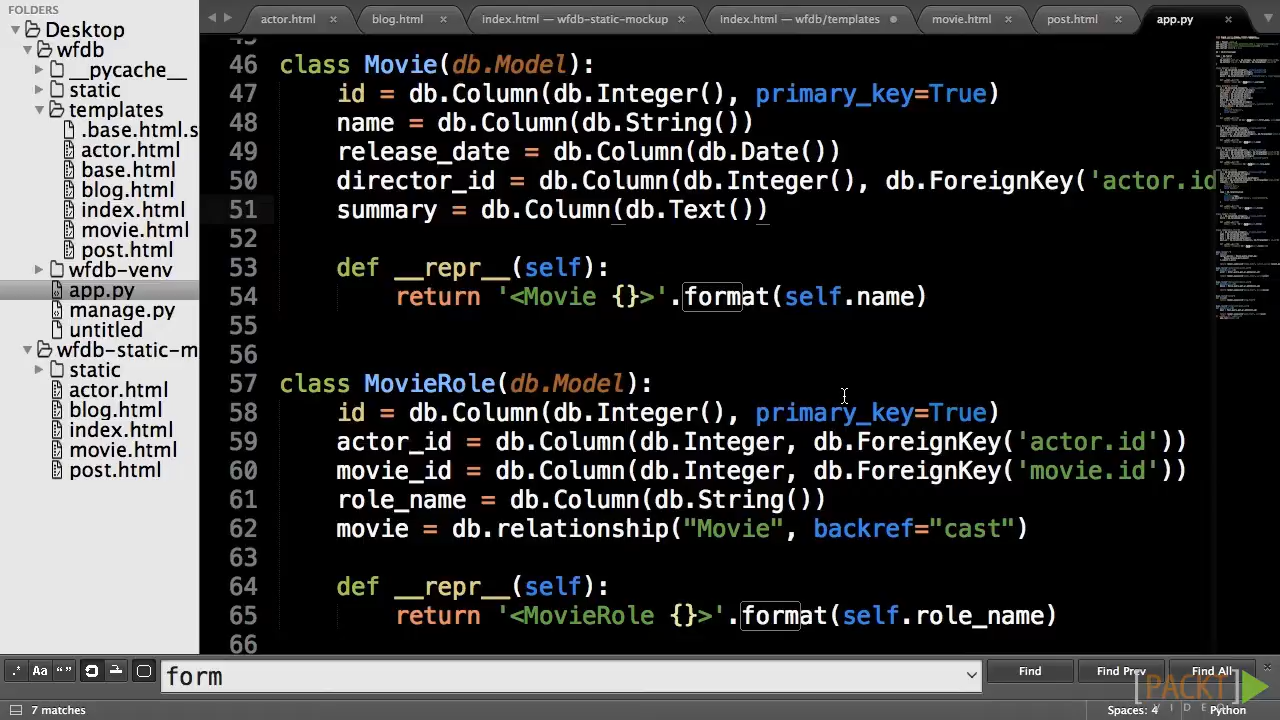 FOLDERS
Desktop
wfdb
__pycache__
static
templates
.base.html.s
actor.html
base.html
blog.html
index.html
movie.html
post.html
wfdb-venv
app.py
manage.py
untitled
wfdb-static-m
static
actor.html
blog.html
index.html
movie.html
post.html
actor.html
blog.html
index.html — wfdb-static-mockup
index.html — wfdb/templates
movie.html
post.html
app.py
46 class Movie(db.Model):
47 id = db.Column(db.Integer(), primary_key=True)
48 name = db.Column(db.String())
49 release_date = db.Column(db.Date()
50 director_id = db.Column(db.Integer(), db.ForeignKey('actor.id
51 summary = db.Column(db.Text())
52
53 def __repr__(self):
54 return '<Movie {}>'.format(self.name)
55
56
57 class MovieRole(db.Model):
58 id = db.Column(db.Integer(), primary_key=True)
59 actor_id = db.Column(db.Integer, db.ForeignKey('actor.id'))
60 movie_id = db.Column(db.Integer, db.ForeignKey('movie.id'))
61 role_name = db.Column(db.String())
62 movie = db.relationship("Movie", backref="cast")
63
64 def __repr__(self):
65 return '<MovieRole {}>'.format(self.role_name)
66
.* Aa “ ”
form
Find
Find Prev
Find All
7 matches
Spaces: 4
Python
[PACKT]
VIDEO